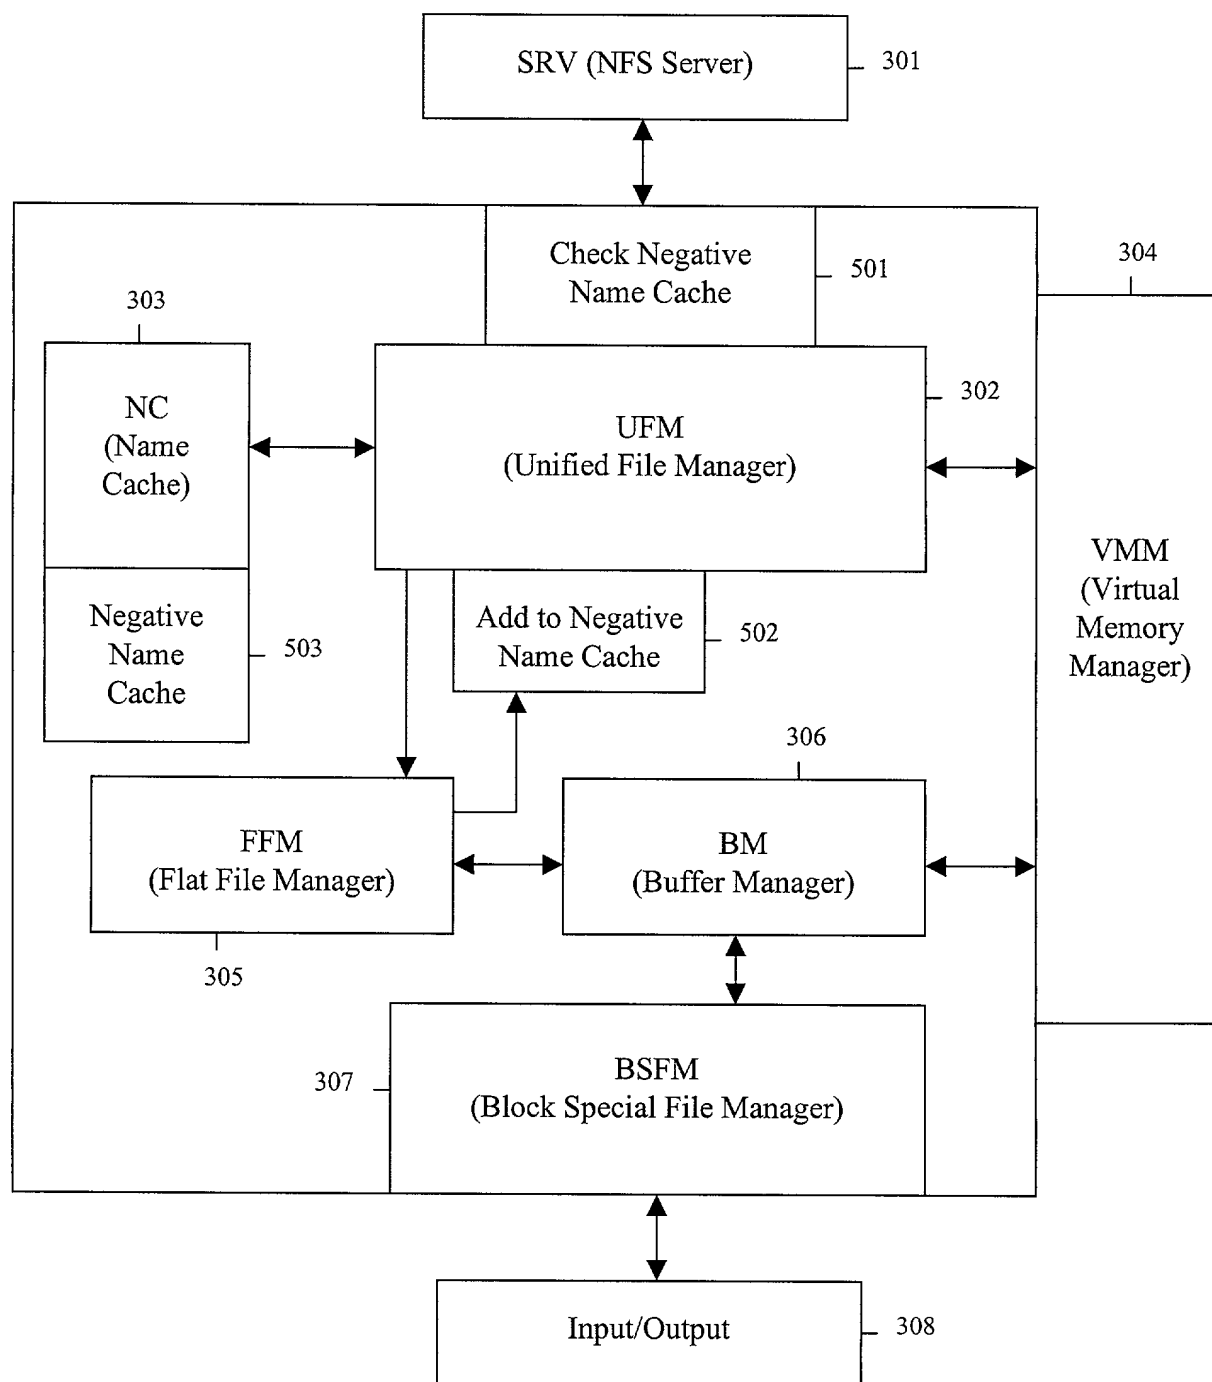 SRV (NFS Server)
301
Check Negative
Name Cache
501
304
303
NC
(Name
Cache)
302
UFM
(Unified File Manager)
VMM
(Virtual
Memory
Manager)
Negative
Name
Cache
503
Add to Negative
Name Cache
502
306
FFM
(Flat File Manager)
BM
(Buffer Manager)
305
307
BSFM
(Block Special File Manager)
Input/Output
308